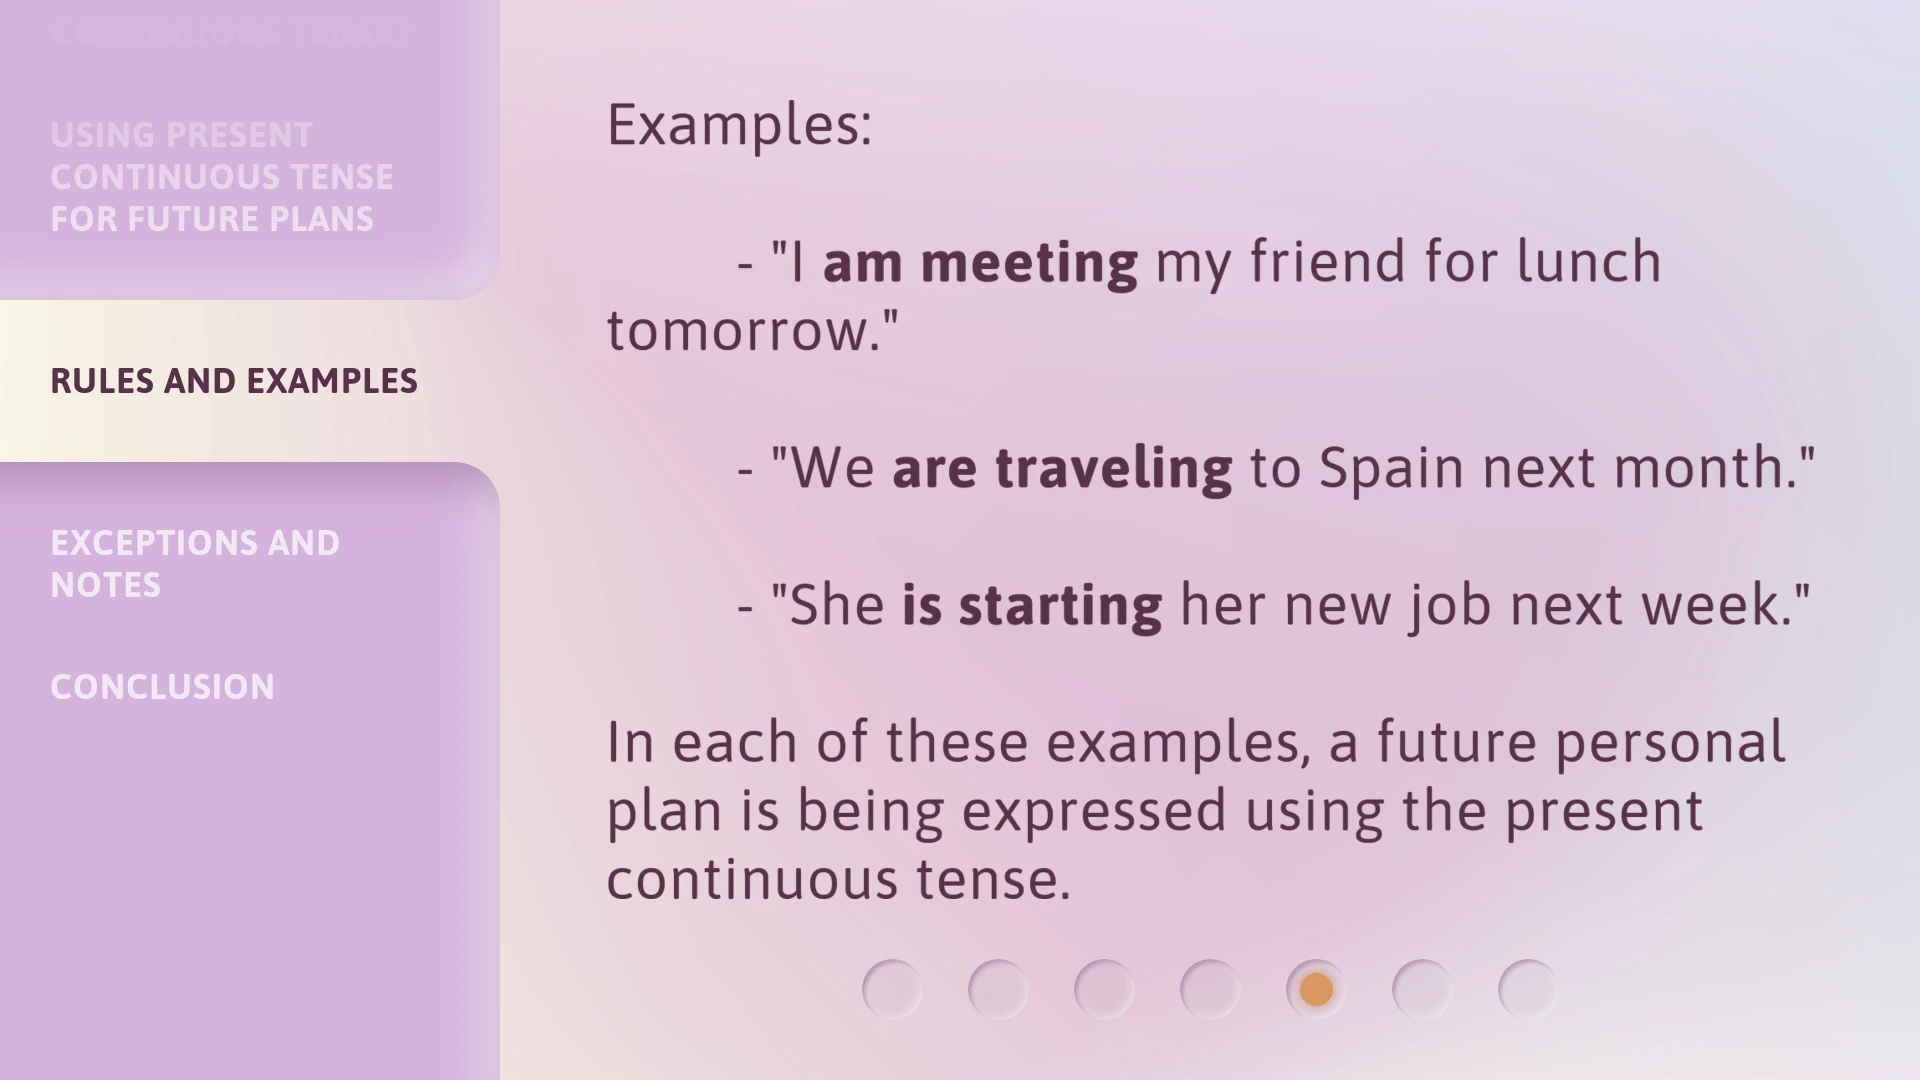 CONTINUOUS TENSE?
USING PRESENT
CONTINUOUS TENSE
FOR FUTURE PLANS
RULES AND EXAMPLES
EXCEPTIONS AND
NOTES
CONCLUSION
Examples:
- "I am meeting my friend for lunch
tomorrow."
- "We are traveling to Spain next month."
- "She is starting her new job next week."
In each of these examples, a future personal
plan is being expressed using the present
continuous tense.